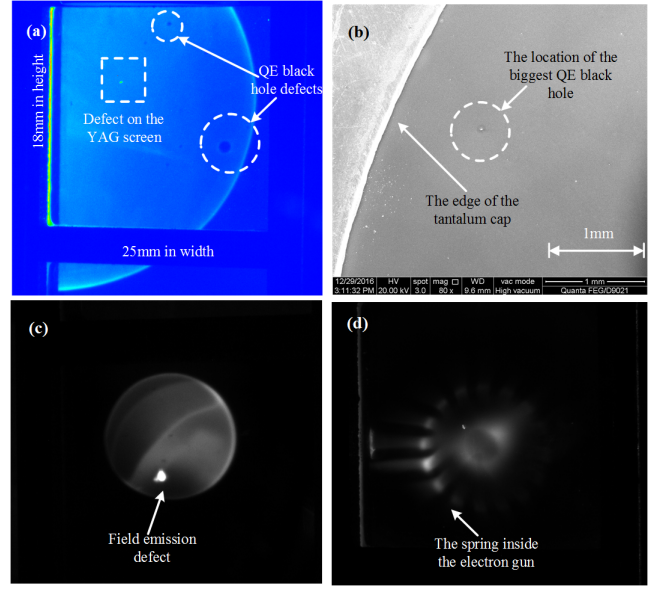 (a)
QE black
hole defects
Defect on the
YAG screen
18mm in height
25mm in width
(b)
The location of the
biggest QE black
hole
The edge of the
tantalum cap
1mm
12/29/2016 HV spot mag □ WD vac mode 1 mm
3:11:32 PM 20.00 kV 3.0 80 x 9.6 mm High vacuum Quanta FEG/D9021
(c)
Field emission
defect
(d)
The spring inside
the electron gun